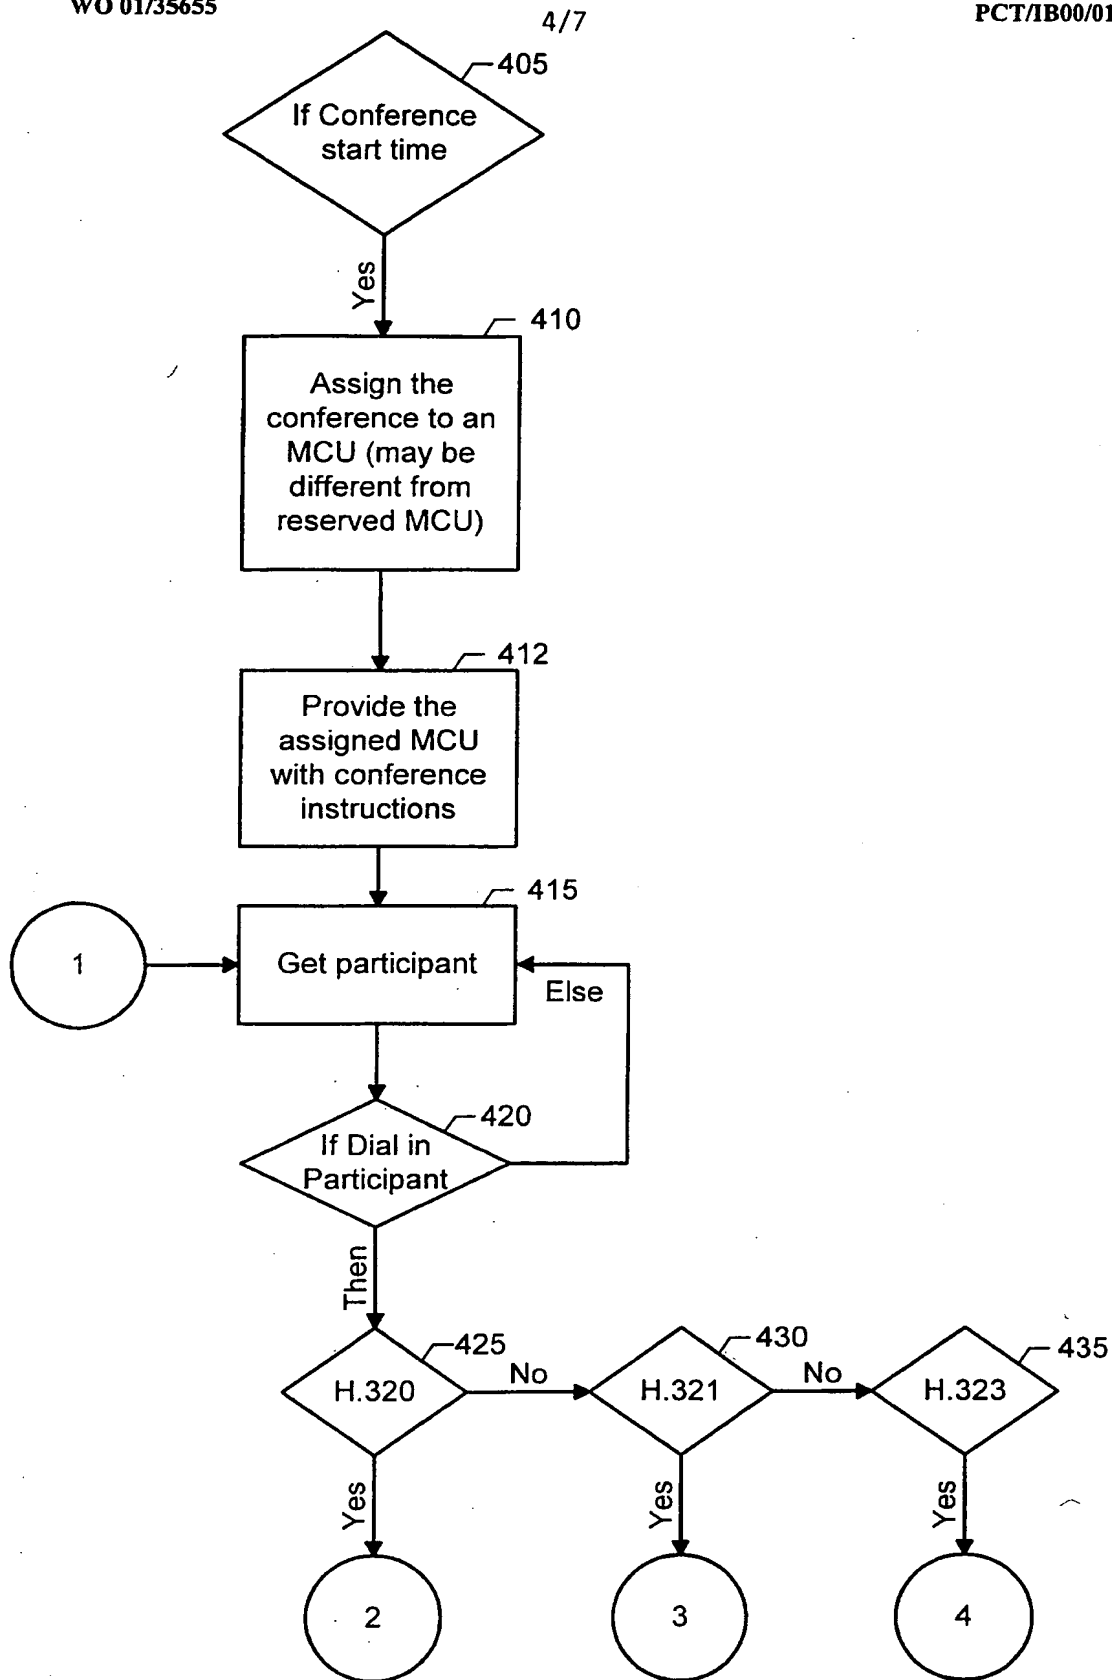 WO 01/35655
4/7
PCT/IB00/01
405
If Conference
start time
Yes
410
Assign the
conference to an
MCU (may be
different from
reserved MCU)
412
Provide the
assigned MCU
with conference
instructions
415
1
Get participant
Else
420
If Dial in
Participant
Then
425
H.320
No
430
H.321
No
435
H.323
Yes
Yes
Yes
2
3
4